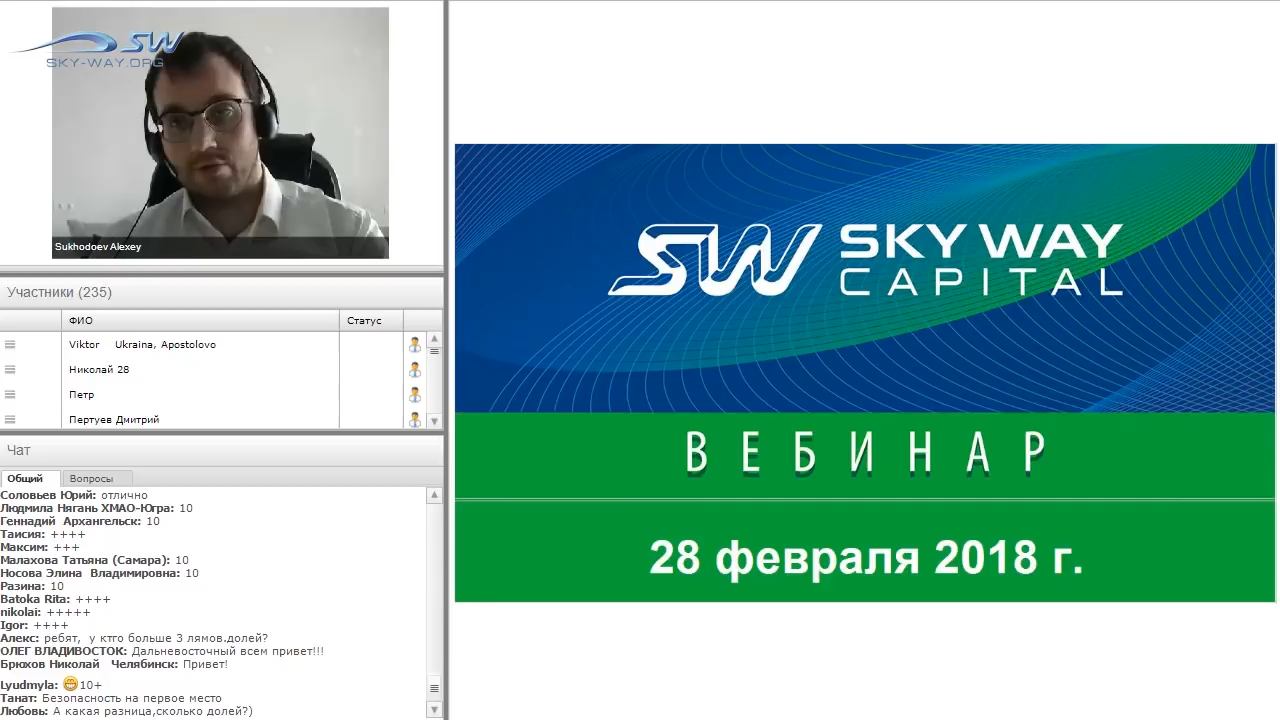 SW
SKY-WAY.ORG
Sukhodoev Alexey
Участники (235)
ФИО
Статус
Viktor Ukraina, Apostolovo
Николай 28
Петр
Пертуев Дмитрий
Чат
Общий
Вопросы
Соловьев Юрий: отлично
Людмила Нягань ХМАО-Югра: 10
Геннадий Архангельск: 10
Таисия: ++++
Максим: +++
Малахова Татьяна (Самара): 10
Носова Элина Владимировна: 10
Разина: 10
Batoka Rita: ++++
nikolai: +++++
Igor: ++++
Алекс: ребят, у ктго больше 3 лямов.долей?
ОЛЕГ ВЛАДИВОСТОК: Дальневосточный всем привет!!!
Брюхов Николай Челябинск: Привет!
Lyudmyla: 10+
Танат: Безопасность на первое место
Любовь: А какая разница,сколько долей?)
SW SKY WAY
CAPITAL
ВЕБИНАР
28 февраля 2018 г.